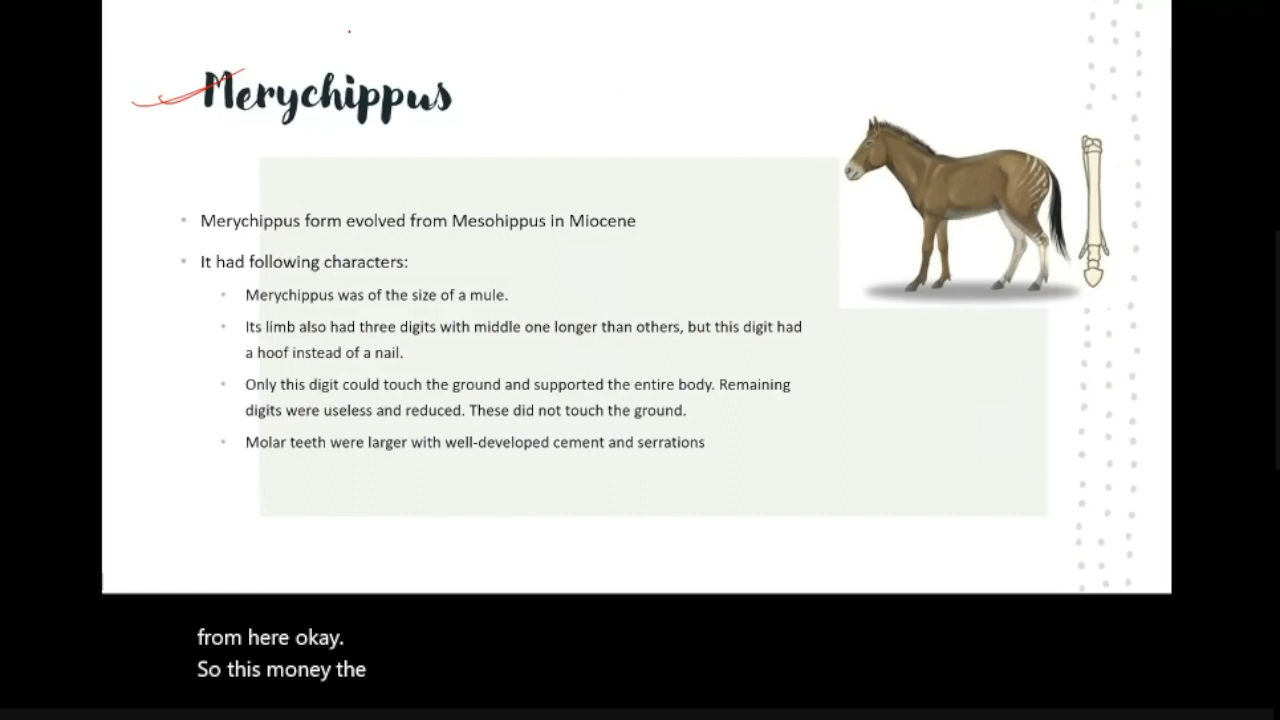 Merychippus
• Merychippus form evolved from Mesohippus in Miocene
• It had following characters:
• Merychippus was of the size of a mule.
• Its limb also had three digits with middle one longer than others, but this digit had
a hoof instead of a nail.
• Only this digit could touch the ground and supported the entire body. Remaining
digits were useless and reduced. These did not touch the ground.
• Molar teeth were larger with well-developed cement and serrations
from here okay.
So this money the